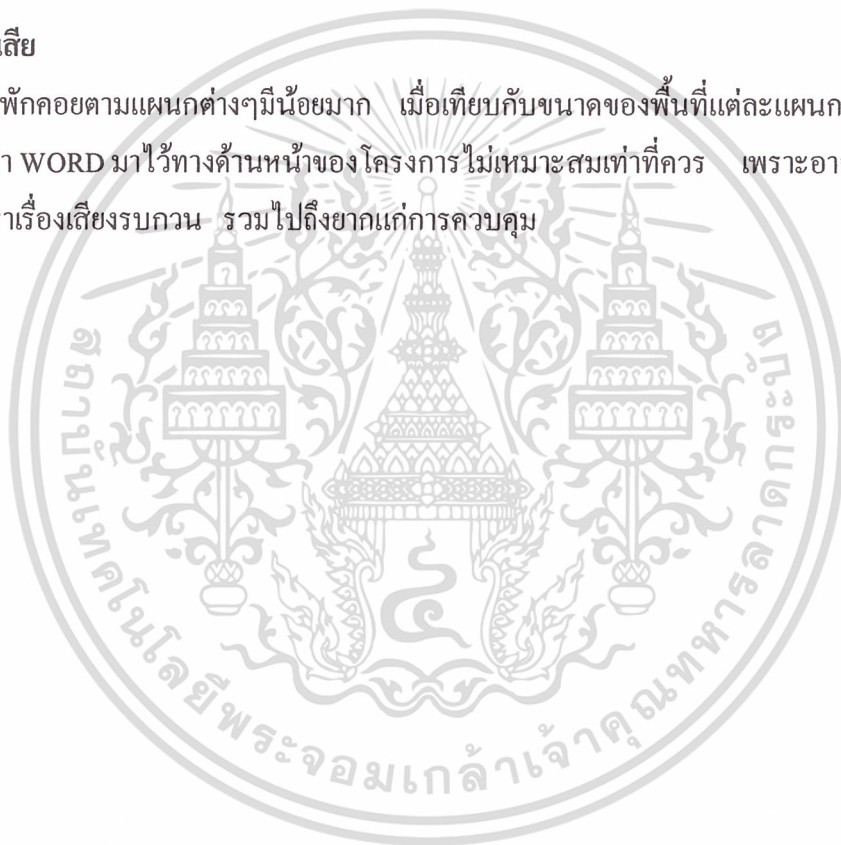 นเสีย
พักคอยตามแผนกต่างๆมีน้อยมาก เมื่อเทียบกับขนาดของพื้นที่แต่ละแผนก
า WORD มาไว้ทางด้านหน้าของโครงการไม่เหมาะสมเท่าที่ควร เพราะอา
าเรื่องเสียงรบกวน รวมไปถึงยากแก่การควบคุม
สถาบันเทคโนโลยีพระจอมเกล้าเจ้าคุณทหารลาดกระบัง